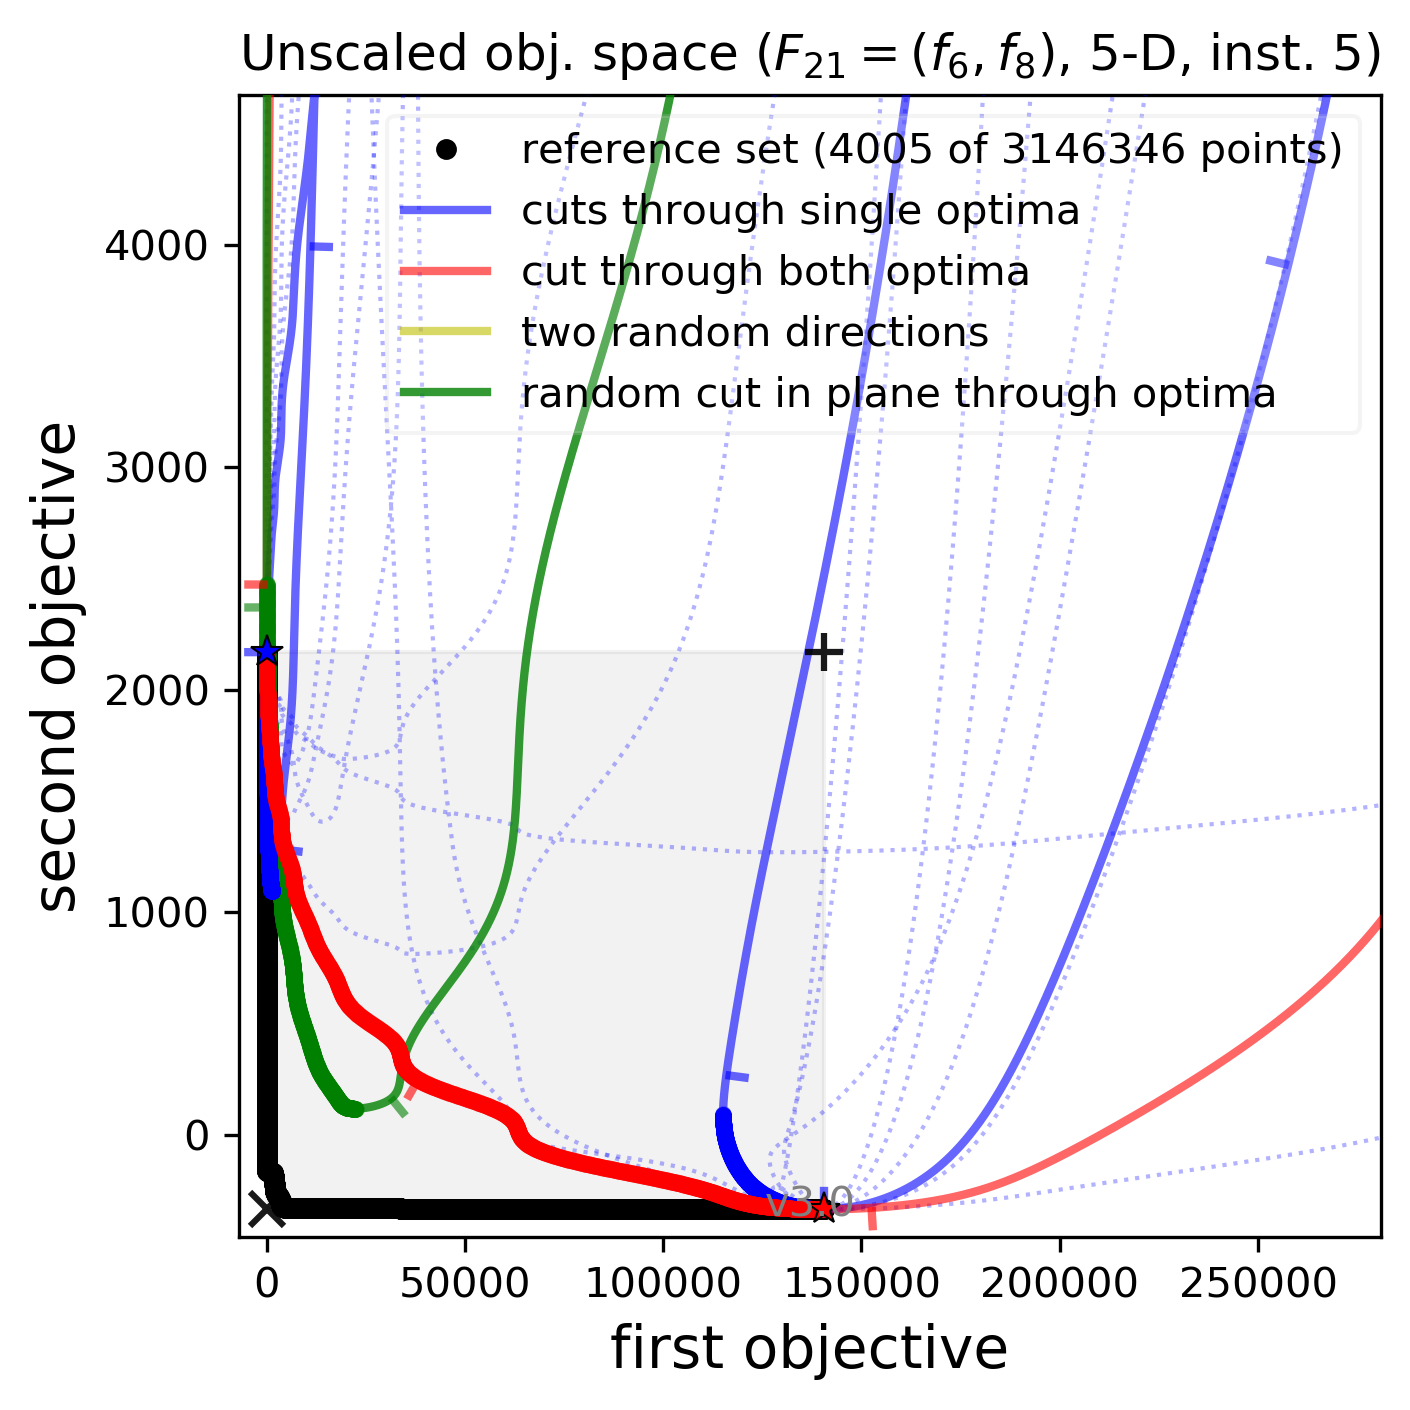 Unscaled obj. space (F₂₁ = (f₆, f₈), 5-D, inst. 5)
reference set (4005 of 3146346 points)
cuts through single optima
cut through both optima
two random directions
random cut in plane through optima
second objective
4000
3000
2000
1000
0
v3.0
0 50000 100000 150000 200000 250000
first objective